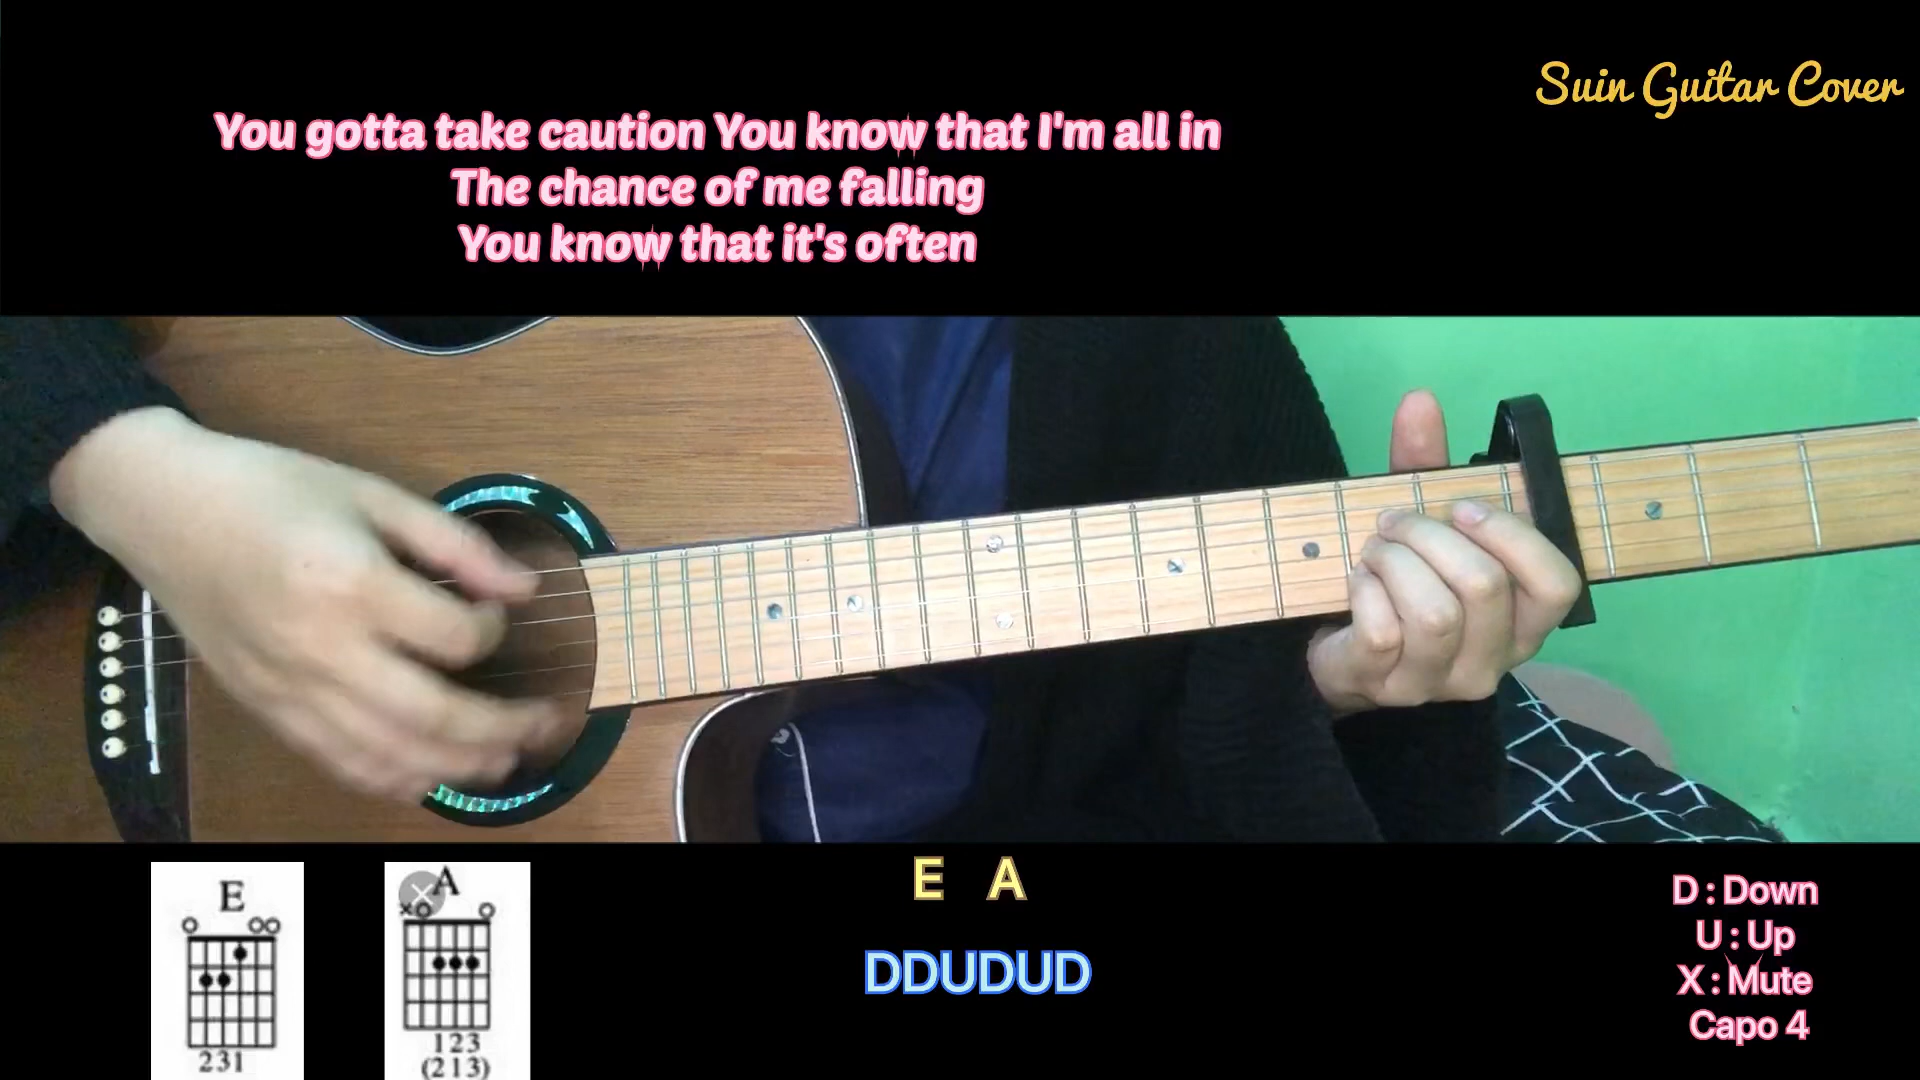 Suin Guitar Cover
You gotta take caution You know that I'm all in
The chance of me falling
You know that it's often
E
231
A
123
(213)
E A
DDUDUD
D : Down
U : Up
X : Mute
Capo 4